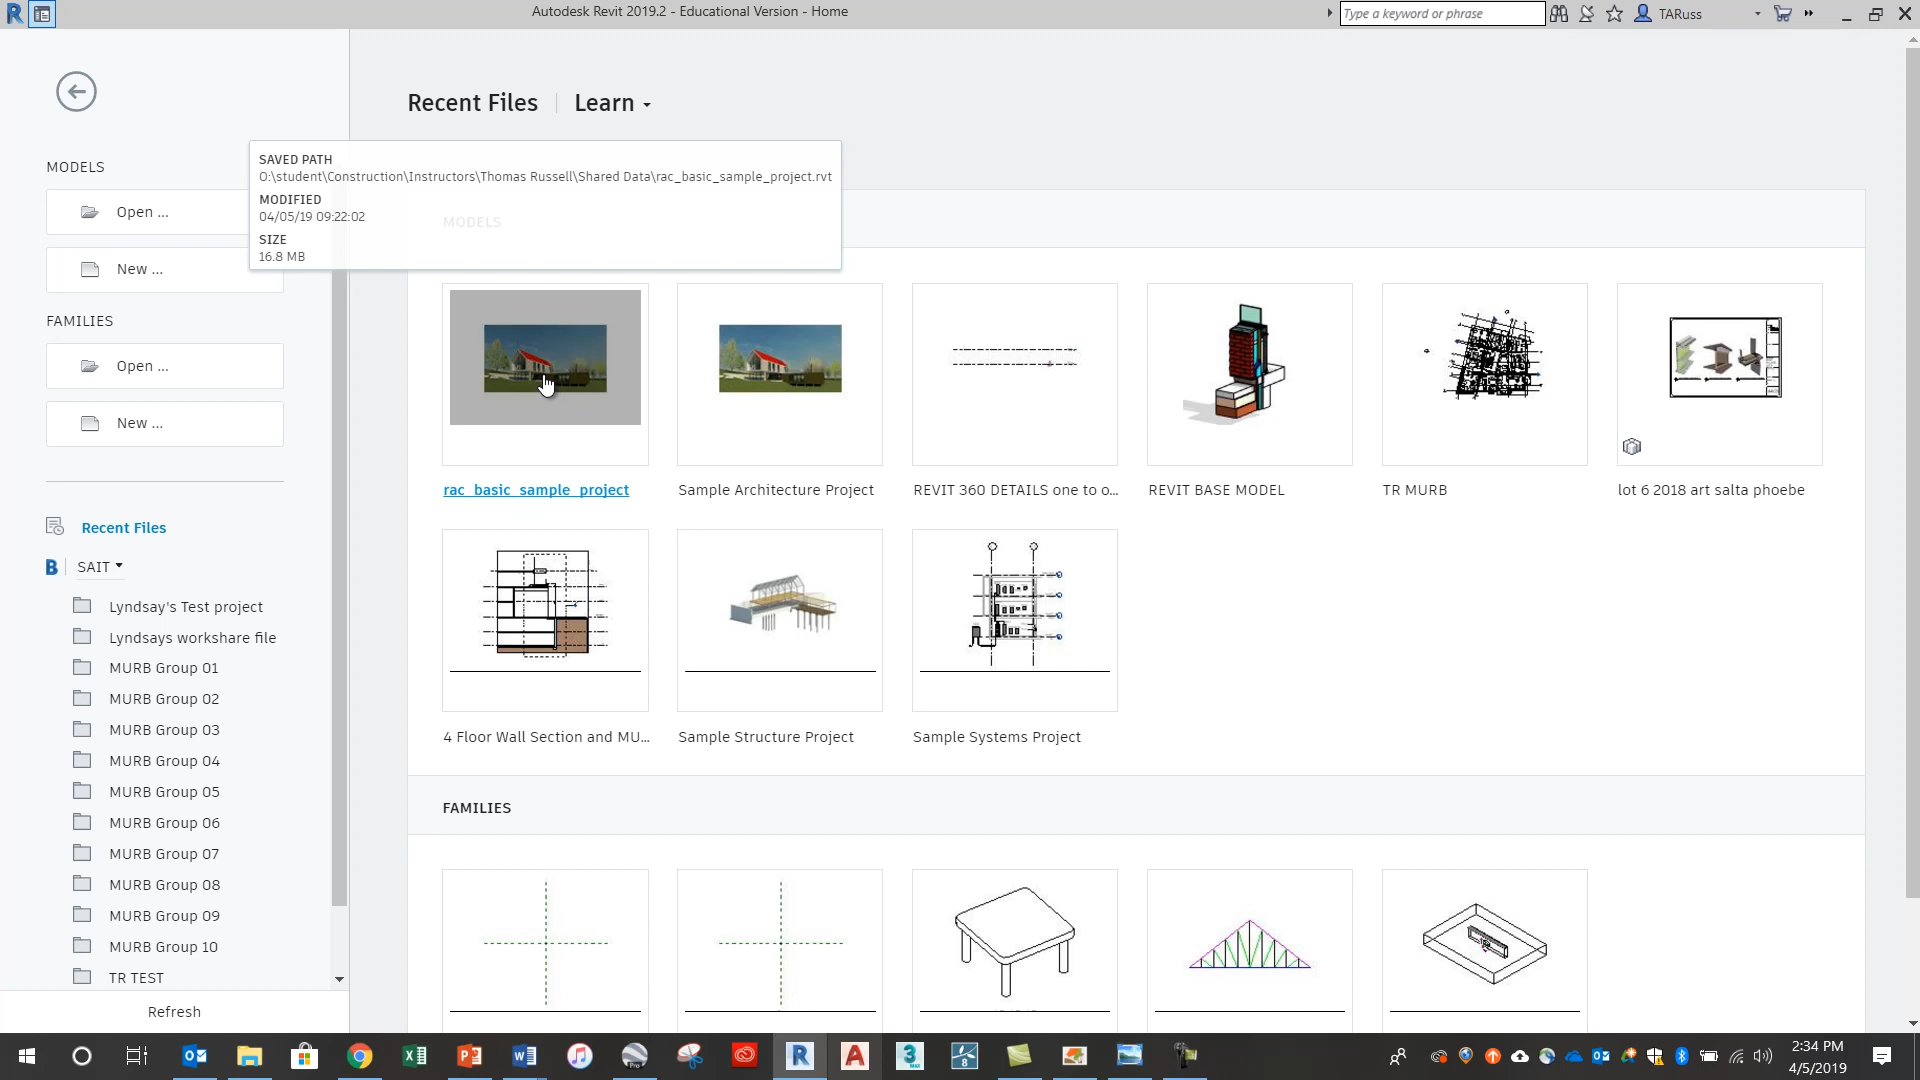 Autodesk Revit 2019.2 - Educational Version - Home
Type a keyword or phrase
TARuss
Recent Files
Learn
MODELS
Open ...
New ...
FAMILIES
Open ...
New ...
Recent Files
SAIT
Lyndsay's Test project
Lyndsays workshare file
MURB Group 01
MURB Group 02
MURB Group 03
MURB Group 04
MURB Group 05
MURB Group 06
MURB Group 07
MURB Group 08
MURB Group 09
MURB Group 10
TR TEST
Refresh
SAVED PATH
O:\student\Construction\Instructors\Thomas Russell\Shared Data\rac_basic_sample_project.rvt
MODIFIED
04/05/19 09:22:02
SIZE
16.8 MB
MODELS
rac_basic_sample_project
Sample Architecture Project
REVIT 360 DETAILS one to o...
REVIT BASE MODEL
TR MURB
lot 6 2018 art salta phoebe
4 Floor Wall Section and MU...
Sample Structure Project
Sample Systems Project
FAMILIES
2:34 PM
4/5/2019